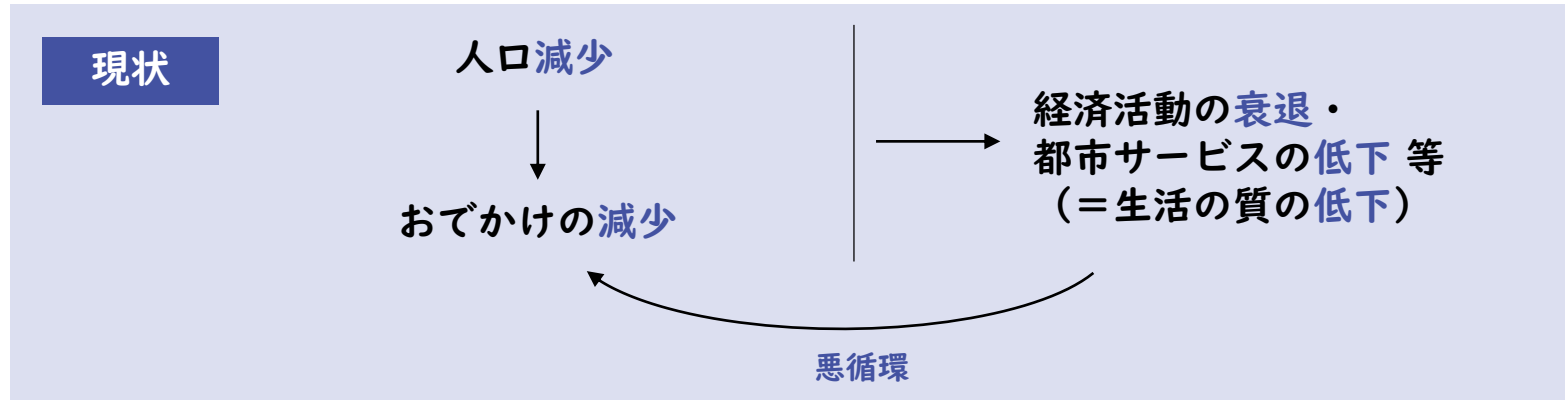 現状
人口減少
おでかけの減少
経済活動の衰退・
都市サービスの低下 等
（＝生活の質の低下）
悪循環